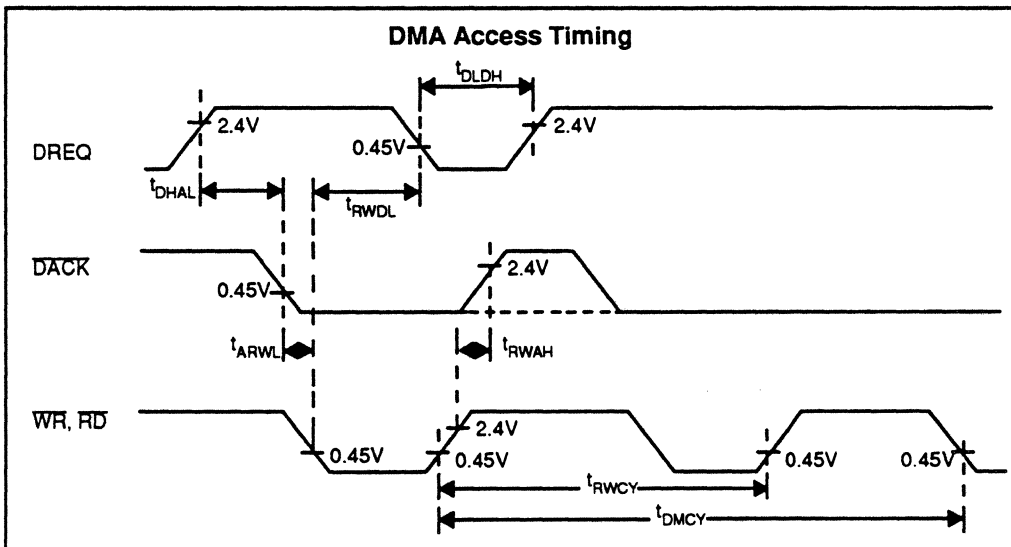 DMA Access Timing
tDLDH
2.4V
0.45V
2.4V
DREQ
tDHAL
tRWDL
DACK
0.45V
2.4V
tARWL
tRWAH
WR, RD
0.45V
2.4V
0.45V
0.45V
0.45V
tRWCY
tDMCY